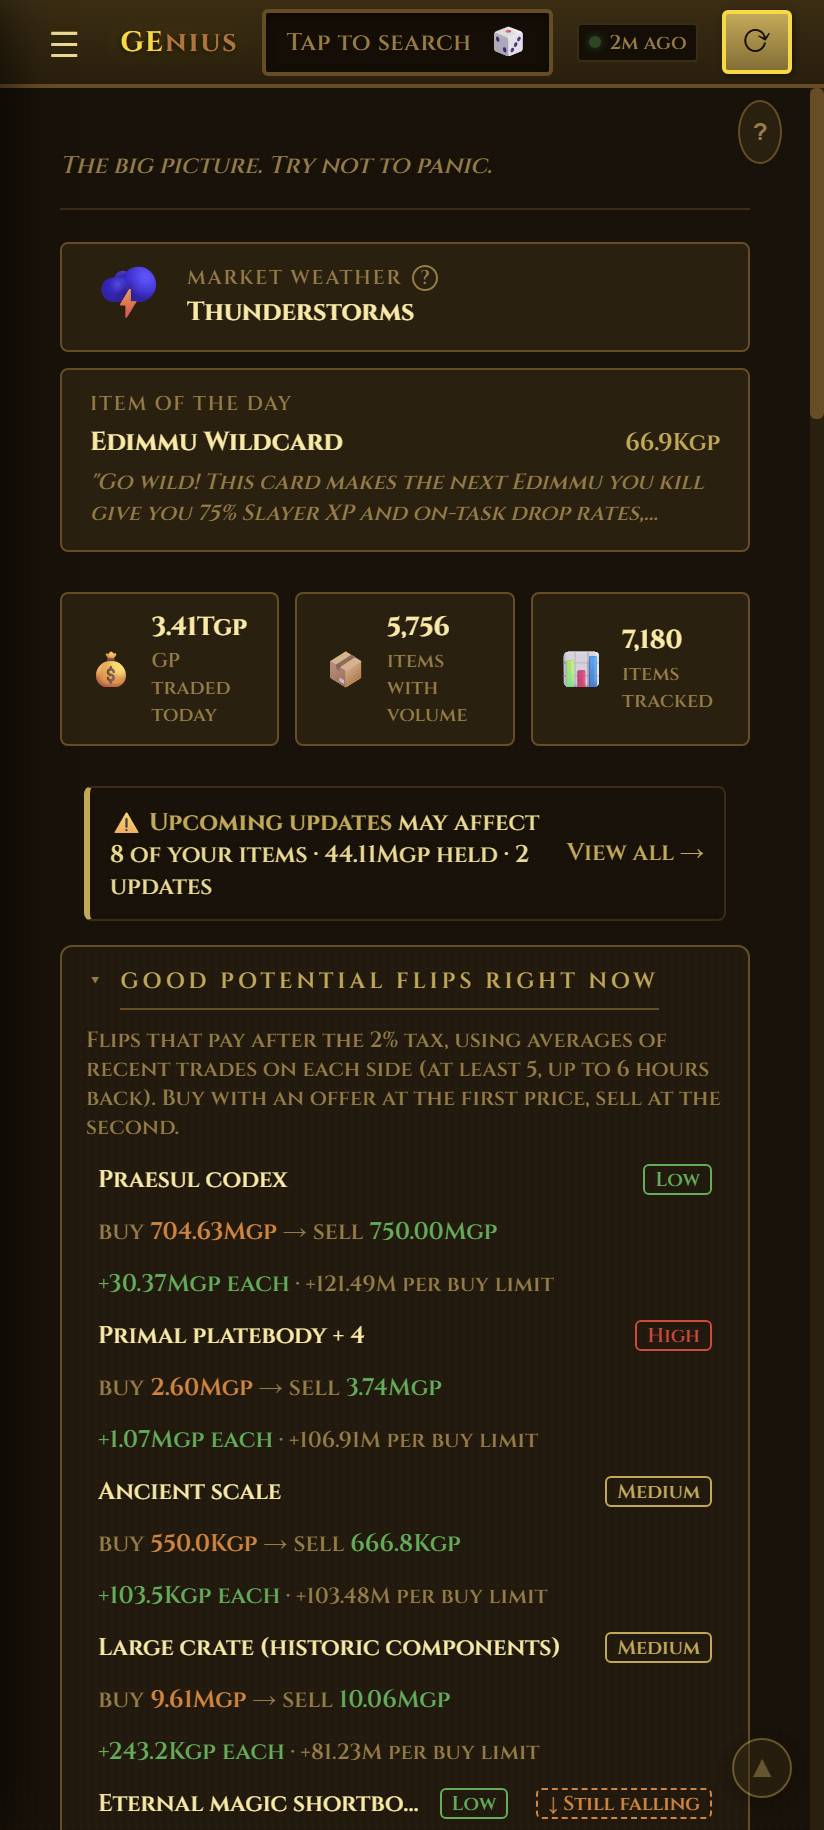 ☰ GENIUS Tap to search 2m ago ⟳
?
The big picture. Try not to panic.
Market Weather ?
Thunderstorms
Item of the Day
Edimmu Wildcard 66.9Kgp
"Go wild! This card makes the next Edimmu you kill
give you 75% Slayer XP and on-task drop rates,...
3.41Tgp
GP
traded
today
5,756
items
with
volume
7,180
items
tracked
⚠ Upcoming updates may affect
8 of your items · 44.11Mgp held · 2
updates
View all →
▾ Good potential flips right now
Flips that pay after the 2% tax, using averages of
recent trades on each side (at least 5, up to 6 hours
back). Buy with an offer at the first price, sell at the
second.
Praesul codex Low
buy 704.63Mgp → sell 750.00Mgp
+30.37Mgp each · +121.49M per buy limit
Primal platebody + 4 High
buy 2.60Mgp → sell 3.74Mgp
+1.07Mgp each · +106.91M per buy limit
Ancient scale Medium
buy 550.0Kgp → sell 666.8Kgp
+103.5Kgp each · +103.48M per buy limit
Large crate (historic components) Medium
buy 9.61Mgp → sell 10.06Mgp
+243.2Kgp each · +81.23M per buy limit
▲
Eternal magic shortbo... Low ↓ Still falling